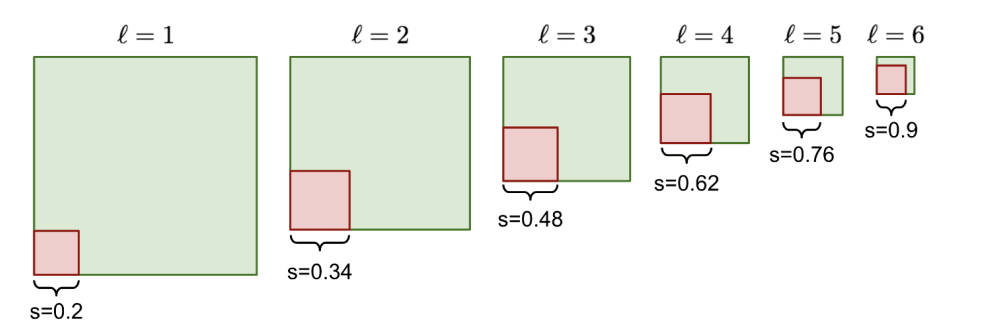 ℓ = 1
ℓ = 2
ℓ = 3
ℓ = 4
ℓ = 5
ℓ = 6
s=0.2
s=0.34
s=0.48
s=0.62
s=0.76
s=0.9